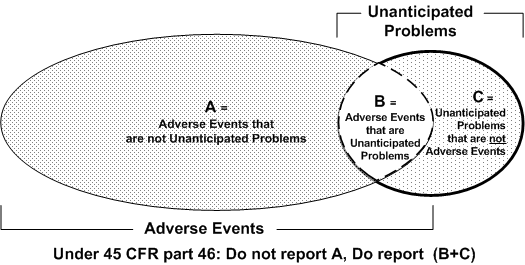 Unanticipated
Problems
A =
Adverse Events that
are not Unanticipated Problems
B =
Adverse Events
that are
Unanticipated
Problems
C =
Unanticipated
Problems
that are not
Adverse Events
Adverse Events
Under 45 CFR part 46: Do not report A, Do report (B+C)